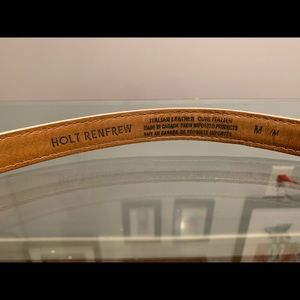 HOLT RENFREW
ITALIAN LEATHER CUIR ITALIEN
MADE IN CANADA FROM IMPORTED PRODUCTS
FAIT AU CANADA DE PRODUITS IMPORTÉS
M /M